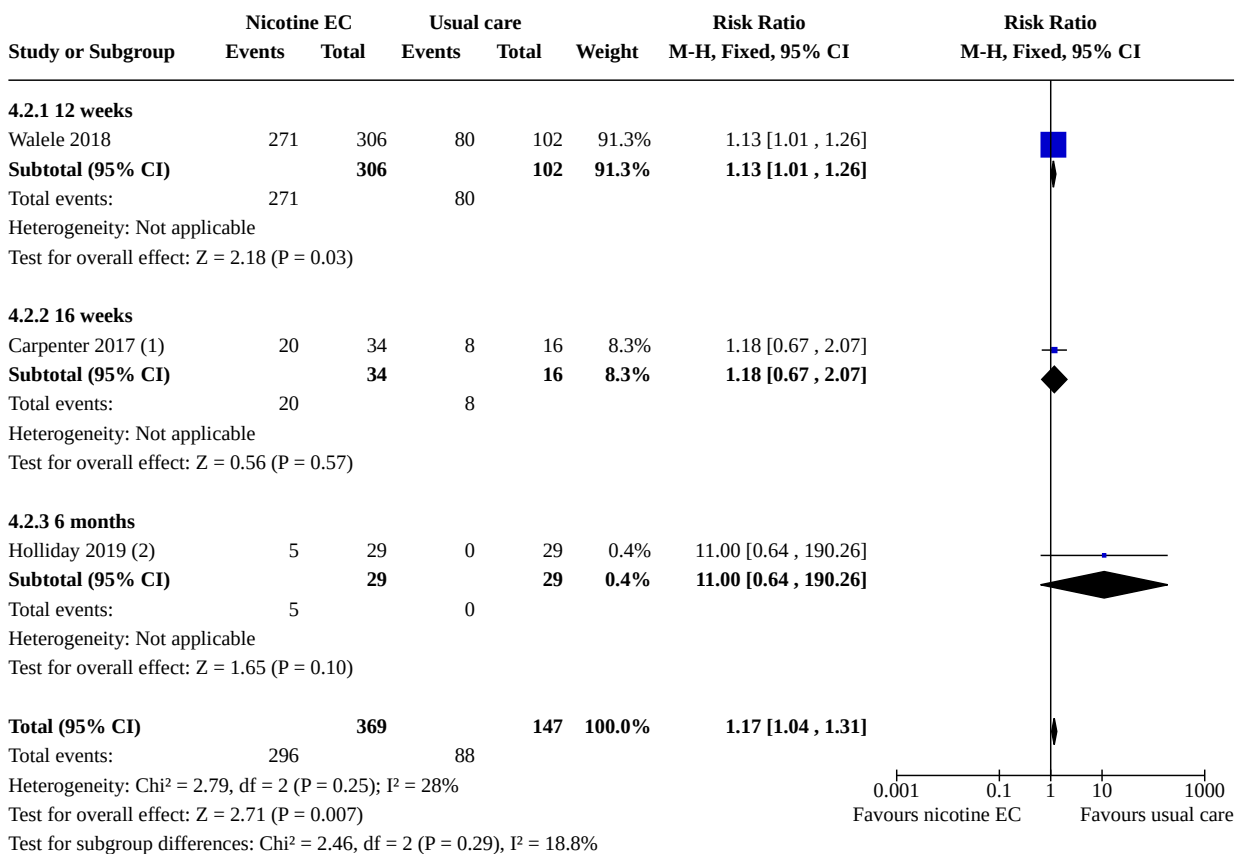 Nicotine EC Usual care Risk Ratio Risk Ratio
Study or Subgroup Events Total Events Total Weight M-H, Fixed, 95% CI M-H, Fixed, 95% CI
4.2.1 12 weeks
Walele 2018 271 306 80 102 91.3% 1.13 [1.01 , 1.26]
Subtotal (95% CI) 306 102 91.3% 1.13 [1.01 , 1.26]
Total events: 271 80
Heterogeneity: Not applicable
Test for overall effect: Z = 2.18 (P = 0.03)
4.2.2 16 weeks
Carpenter 2017 (1) 20 34 8 16 8.3% 1.18 [0.67 , 2.07]
Subtotal (95% CI) 34 16 8.3% 1.18 [0.67 , 2.07]
Total events: 20 8
Heterogeneity: Not applicable
Test for overall effect: Z = 0.56 (P = 0.57)
4.2.3 6 months
Holliday 2019 (2) 5 29 0 29 0.4% 11.00 [0.64 , 190.26]
Subtotal (95% CI) 29 29 0.4% 11.00 [0.64 , 190.26]
Total events: 5 0
Heterogeneity: Not applicable
Test for overall effect: Z = 1.65 (P = 0.10)
Total (95% CI) 369 147 100.0% 1.17 [1.04 , 1.31]
Total events: 296 88
Heterogeneity: Chi² = 2.79, df = 2 (P = 0.25); I² = 28%
0.001 0.1 1 10 1000
Test for overall effect: Z = 2.71 (P = 0.007)
Favours nicotine EC Favours usual care
Test for subgroup differences: Chi² = 2.46, df = 2 (P = 0.29), I² = 18.8%